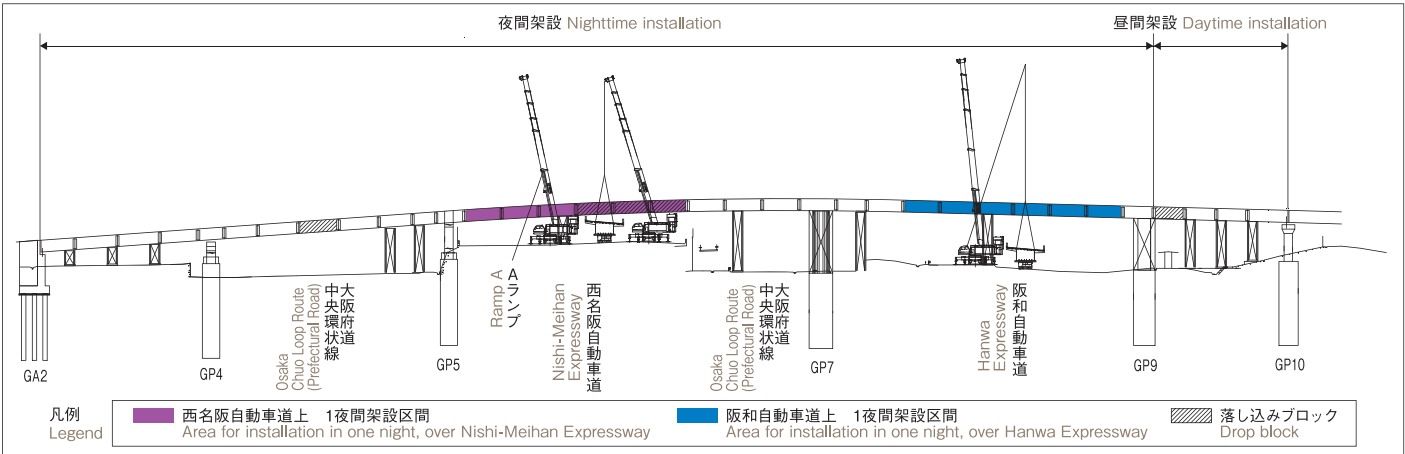 夜間架設 Nighttime installation
昼間架設 Daytime installation
大阪府道
中央環状線
Osaka
Chuo Loop Route
(Prefectural Road)
Aランプ
Ramp A
西名阪自動車道
Nishi-Meihan
Expressway
大阪府道
中央環状線
Osaka
Chuo Loop Route
(Prefectural Road)
阪和自動車道
Hanwa
Expressway
GA2
GP4
GP5
GP7
GP9
GP10
凡例
Legend
西名阪自動車道上 1夜間架設区間
Area for installation in one night, over Nishi-Meihan Expressway
阪和自動車道上 1夜間架設区間
Area for installation in one night, over Hanwa Expressway
落し込みブロック
Drop block